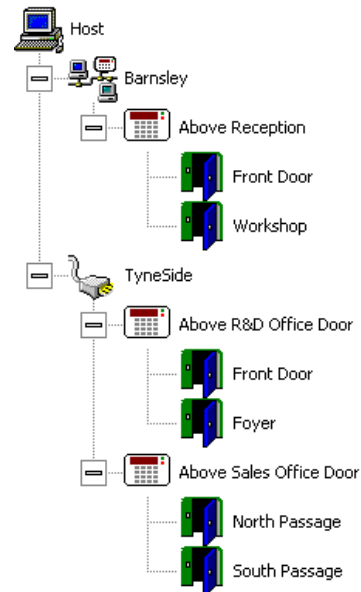 Host
Barnsley
Above Reception
Front Door
Workshop
TyneSide
Above R&D Office Door
Front Door
Foyer
Above Sales Office Door
North Passage
South Passage